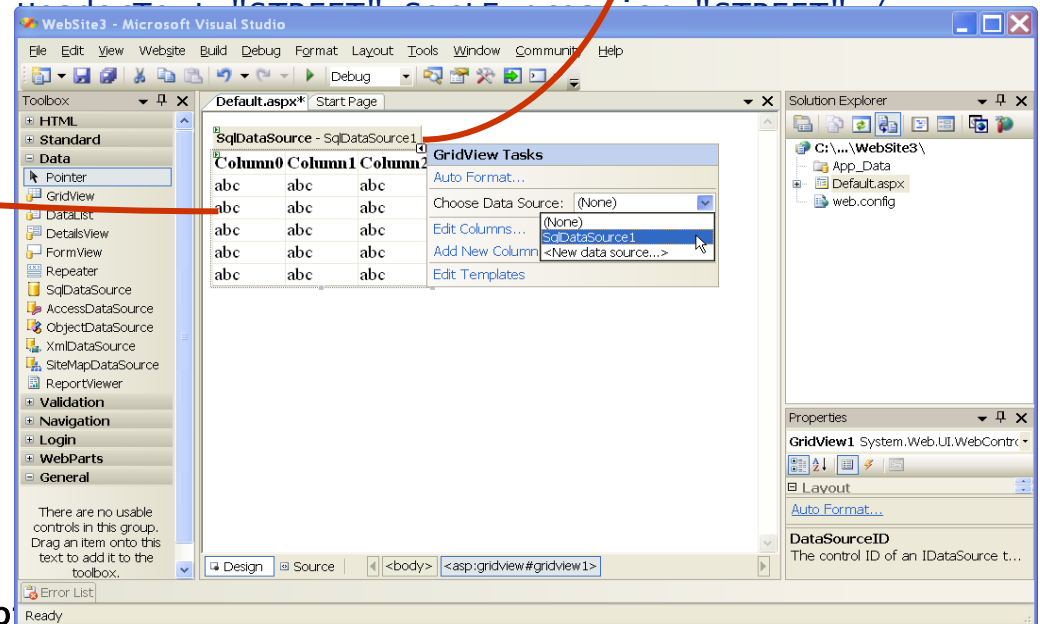 HeaderText="STREET" SortExpression="STREET" /
WebSite3 - Microsoft Visual Studio
File Edit View Website Build Debug Format Layout Tools Window Community Help
Debug
Toolbox
HTML
Standard
Data
Pointer
GridView
DataList
DetailsView
FormView
Repeater
SqlDataSource
AccessDataSource
ObjectDataSource
XmlDataSource
SiteMapDataSource
ReportViewer
Validation
Navigation
Login
WebParts
General
There are no usable
controls in this group.
Drag an item onto this
text to add it to the
toolbox.
Default.aspx* Start Page
SqlDataSource - SqlDataSource1
Column0 Column1 Column2
abc abc abc
abc abc abc
abc abc abc
abc abc abc
abc abc abc
GridView Tasks
Auto Format...
Choose Data Source: (None)
(None)
SqlDataSource1
<New data source...>
Edit Columns...
Add New Column
Edit Templates
Design Source <body> <asp:gridview#gridview1>
Solution Explorer
C:\...\WebSite3\
App_Data
Default.aspx
web.config
Properties
GridView1 System.Web.UI.WebContrc
Layout
Auto Format...
DataSourceID
The control ID of an IDataSource t...
Error List
Ready